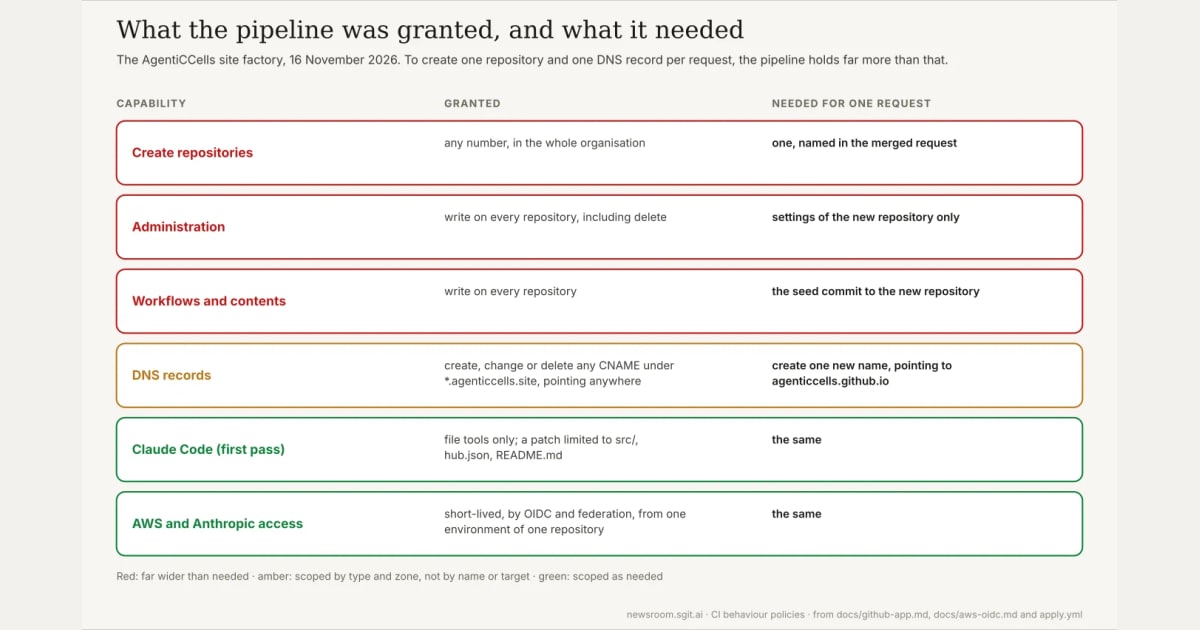 What the pipeline was granted, and what it needed
The AgentiCCells site factory, 16 November 2026. To create one repository and one DNS record per request, the pipeline holds far more than that.
CAPABILITY GRANTED NEEDED FOR ONE REQUEST
Create repositories
any number, in the whole organisation
one, named in the merged request
Administration
write on every repository, including delete
settings of the new repository only
Workflows and contents
write on every repository
the seed commit to the new repository
DNS records
create, change or delete any CNAME under
*.agenticcells.site, pointing anywhere
create one new name, pointing to
agenticcells.github.io
Claude Code (first pass)
file tools only; a patch limited to src/,
hub.json, README.md
the same
AWS and Anthropic access
short-lived, by OIDC and federation, from one
environment of one repository
the same
Red: far wider than needed · amber: scoped by type and zone, not by name or target · green: scoped as needed
newsroom.sgit.ai · CI behaviour policies · from docs/github-app.md, docs/aws-oidc.md and apply.yml